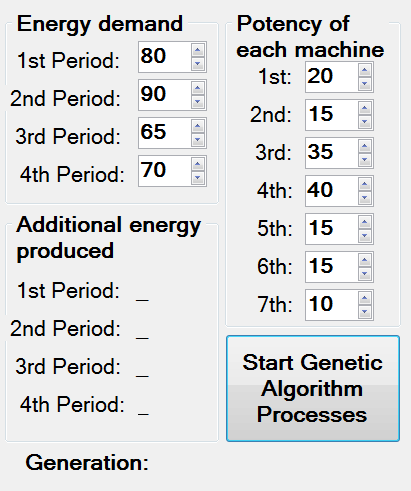 Energy demand
1st Period: 80
2nd Period: 90
3rd Period: 65
4th Period: 70
Additional energy
produced
1st Period: _
2nd Period: _
3rd Period: _
4th Period: _
Generation:
Potency of
each machine
1st: 20
2nd: 15
3rd: 35
4th: 40
5th: 15
6th: 15
7th: 10
Start Genetic
Algorithm
Processes